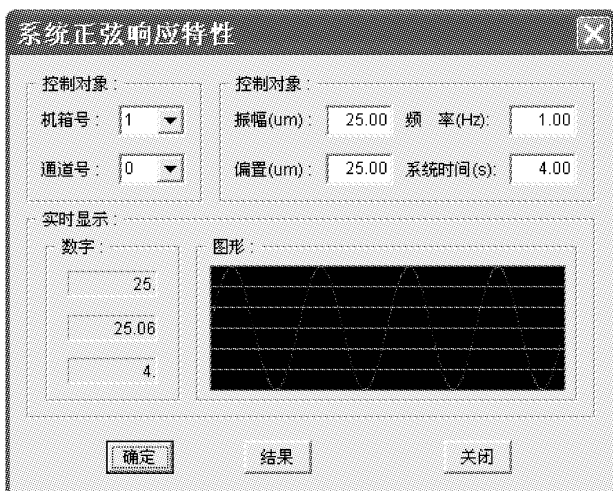 系统正弦响应特性
控制对象: 控制对象:
机箱号: 1 振幅(um): 25.00 频 率(Hz): 1.00
通道号: 0 偏置(um): 25.00 系统时间(s): 4.00
实时显示:
数字: 图形:
25.
25.06
4.
确定 结果 关闭